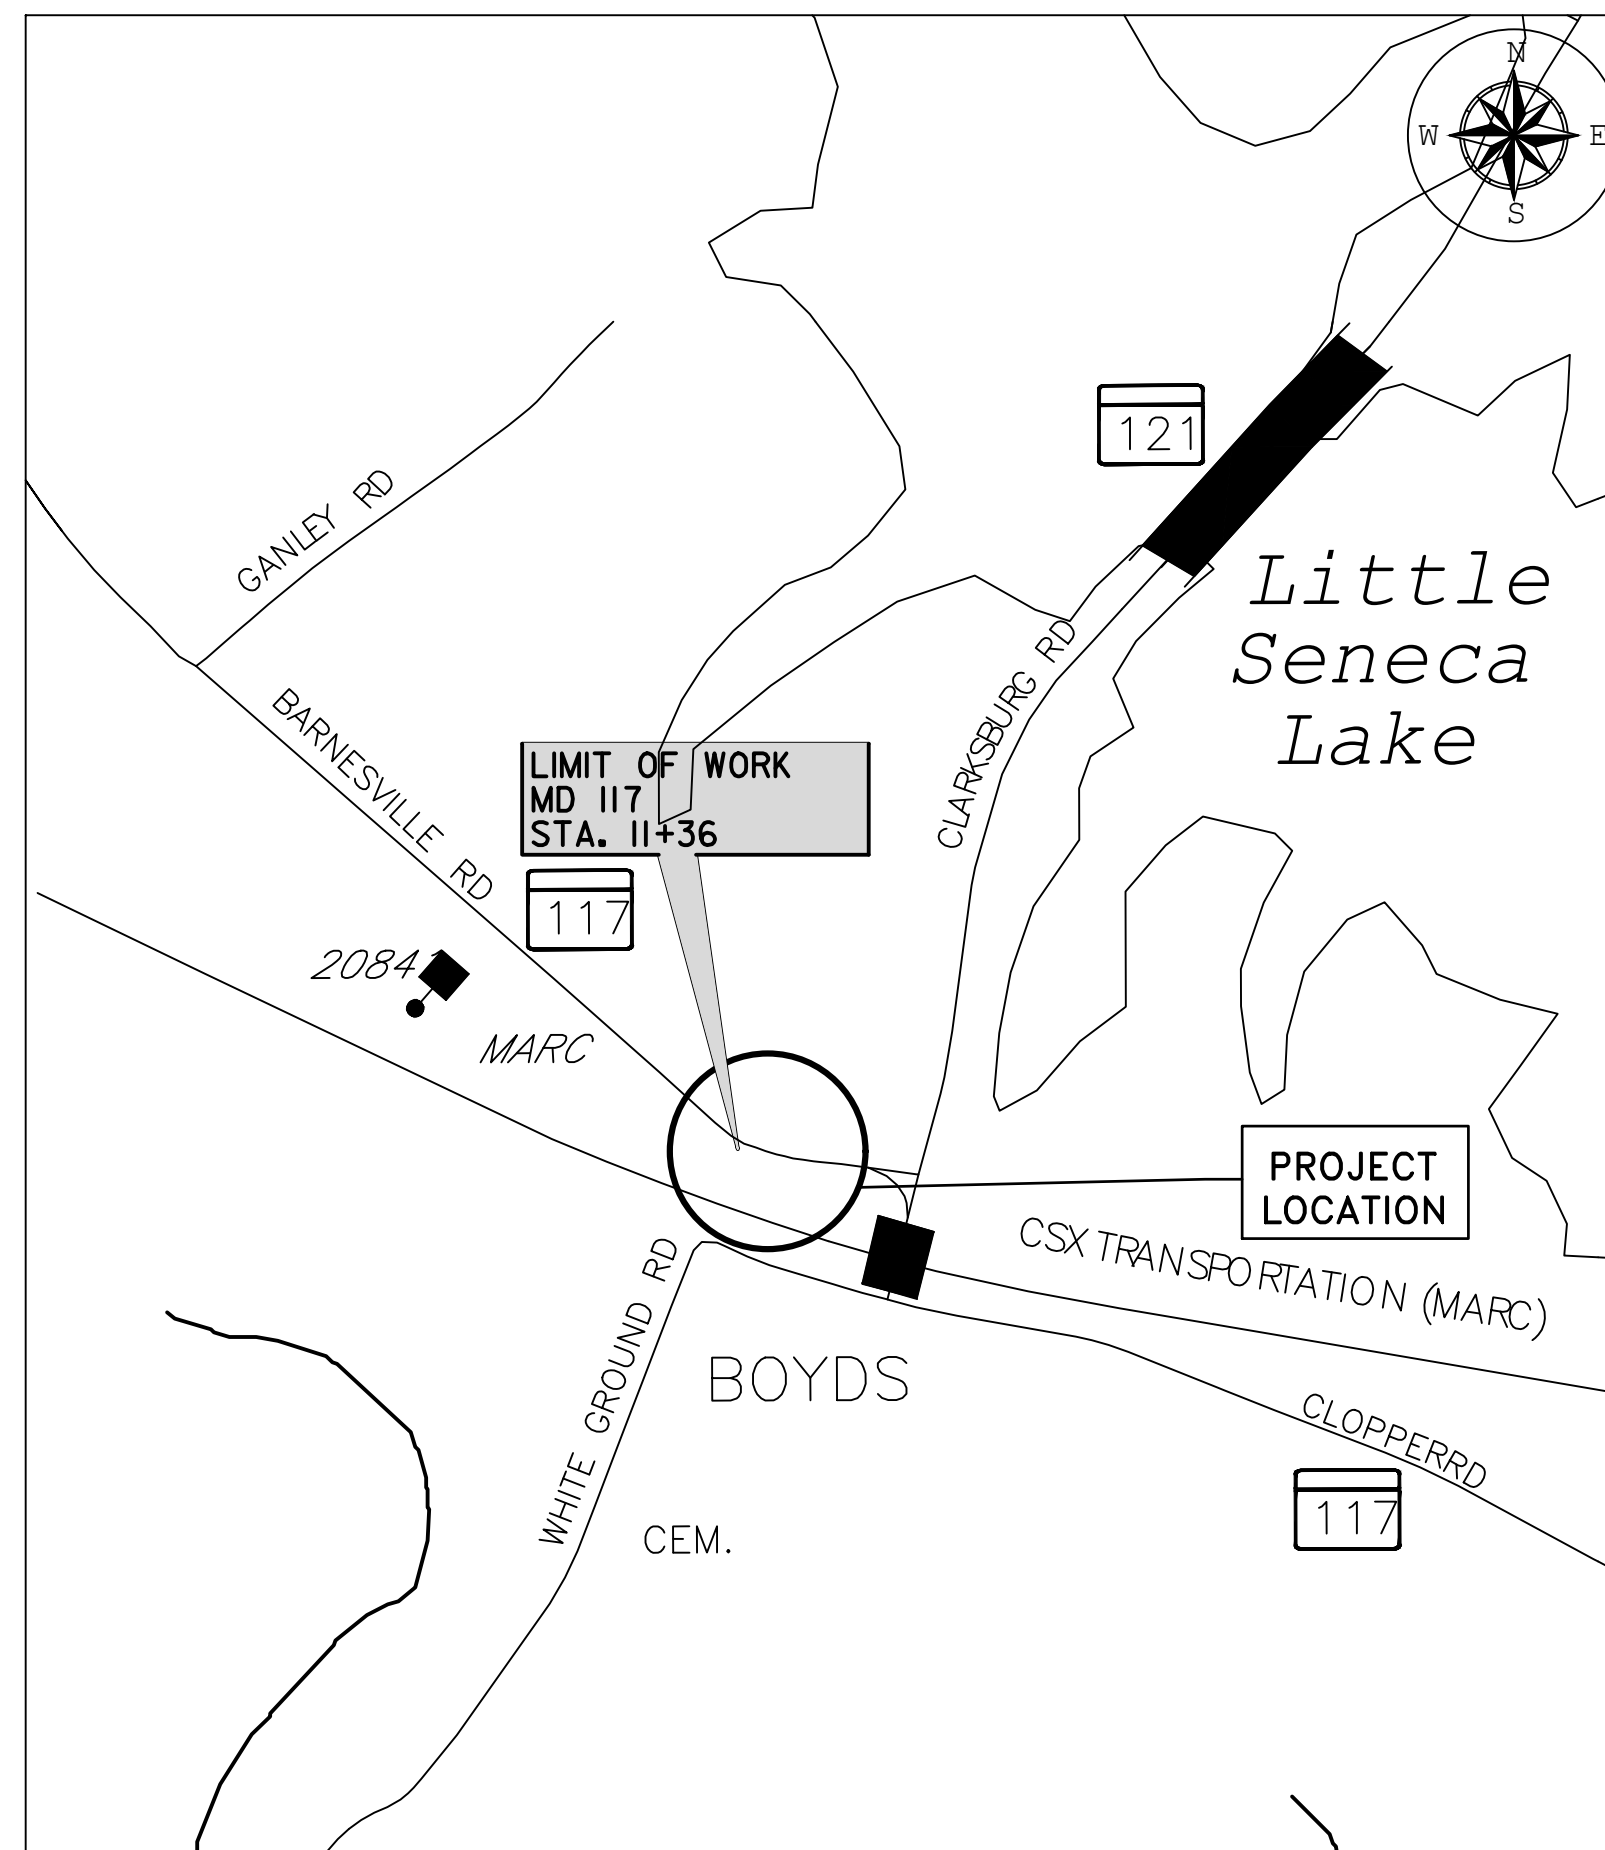 N
W
E
S
121
GANLEY RD
Little
Seneca
Lake
CLARKSBURG RD
BARNESVILLE RD
LIMIT OF WORK
MD 117
STA. 11+36
117
MARC
PROJECT
LOCATION
CSX TRANSPORTATION (MARC)
WHITE GROUND RD
BOYDS
CLOPPERRD
117
CEM.